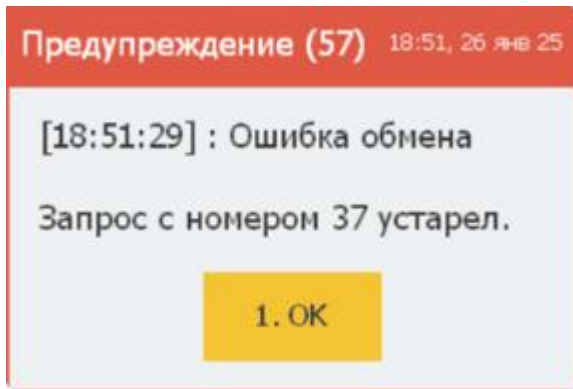 Предупреждение (57) 18:51, 26 янв 25
[18:51:29] : Ошибка обмена
Запрос с номером 37 устарел.
1. OK